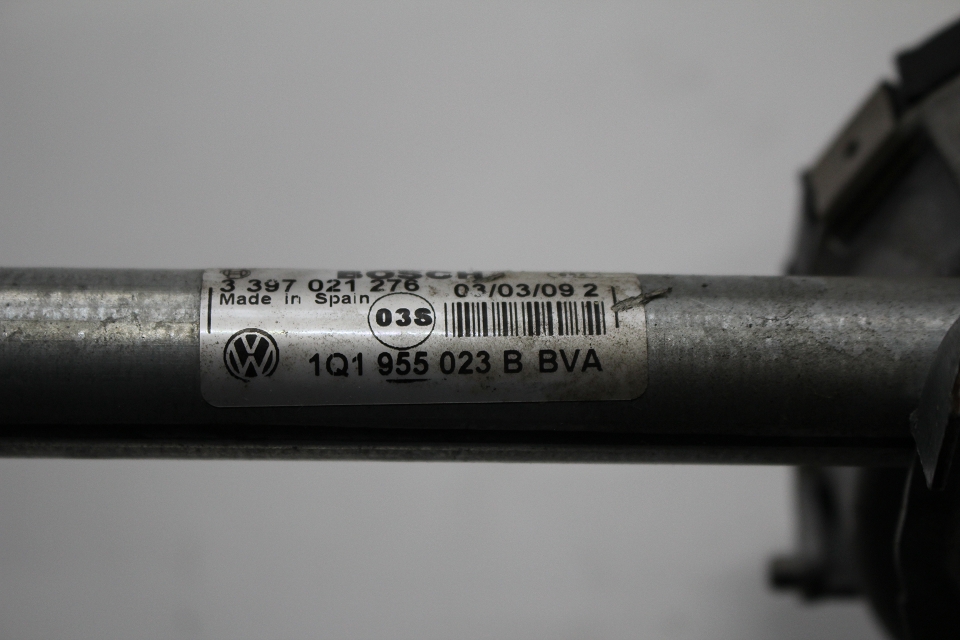 BOSCH
3 397 021 276 03/03/09 2
Made in Spain
03S
1Q1 955 023 B BVA